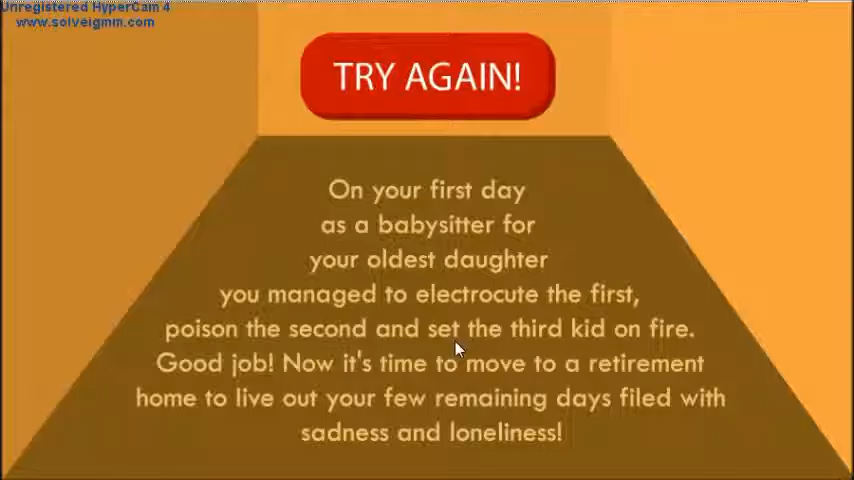 Unregistered HyperCam 4
www.solveigmm.com
TRY AGAIN!
On your first day
as a babysitter for
your oldest daughter
you managed to electrocute the first,
poison the second and set the third kid on fire.
Good job! Now it's time to move to a retirement
home to live out your few remaining days filed with
sadness and loneliness!